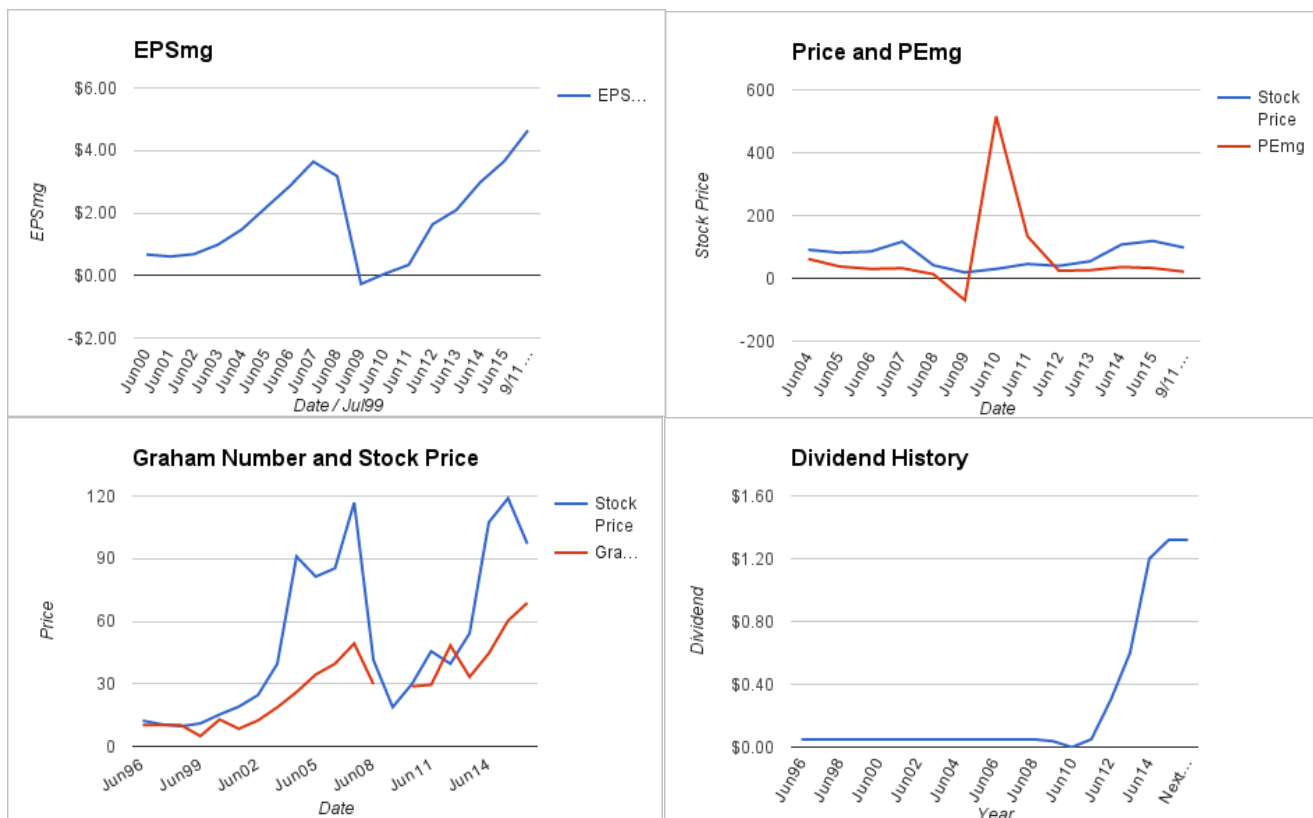 EPSmg
$6.00
$4.00
$2.00
$0.00
-$2.00
EPSmg
EPS...
Jun00
Jun01
Jun02
Jun03
Jun04
Jun05
Jun06
Jun07
Jun08
Jun09
Jun10
Jun11
Jun12
Jun13
Jun14
Jun15
9/11 ...
Date / Jul99
Price and PEmg
600
400
200
0
-200
Stock Price
Stock
Price
PEmg
Jun04
Jun05
Jun06
Jun07
Jun08
Jun09
Jun10
Jun11
Jun12
Jun13
Jun14
Jun15
9/11 ...
Date
Graham Number and Stock Price
120
90
60
30
0
Price
Stock
Price
Gra...
Jun96
Jun99
Jun02
Jun05
Jun08
Jun11
Jun14
Date
Dividend History
$1.60
$1.20
$0.80
$0.40
$0.00
Dividend
Jun96
Jun98
Jun00
Jun02
Jun04
Jun06
Jun08
Jun10
Jun12
Jun14
Next...
Year